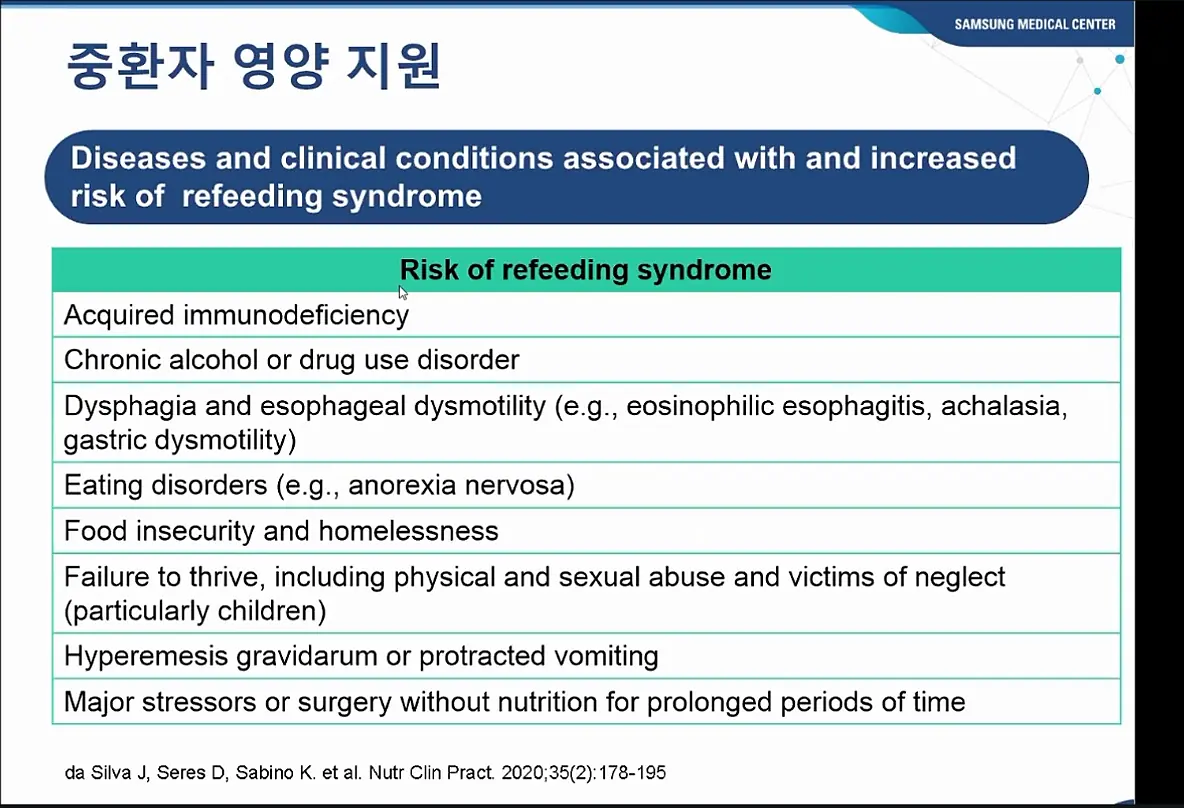 SAMSUNG MEDICAL CENTER
중환자 영양 지원
Diseases and clinical conditions associated with and increased
risk of  refeeding syndrome
Risk of refeeding syndrome
Acquired immunodeficiency
Chronic alcohol or drug use disorder
Dysphagia and esophageal dysmotility (e.g., eosinophilic esophagitis, achalasia,
gastric dysmotility)
Eating disorders (e.g., anorexia nervosa)
Food insecurity and homelessness
Failure to thrive, including physical and sexual abuse and victims of neglect
(particularly children)
Hyperemesis gravidarum or protracted vomiting
Major stressors or surgery without nutrition for prolonged periods of time
da Silva J, Seres D, Sabino K. et al. Nutr Clin Pract. 2020;35(2):178-195